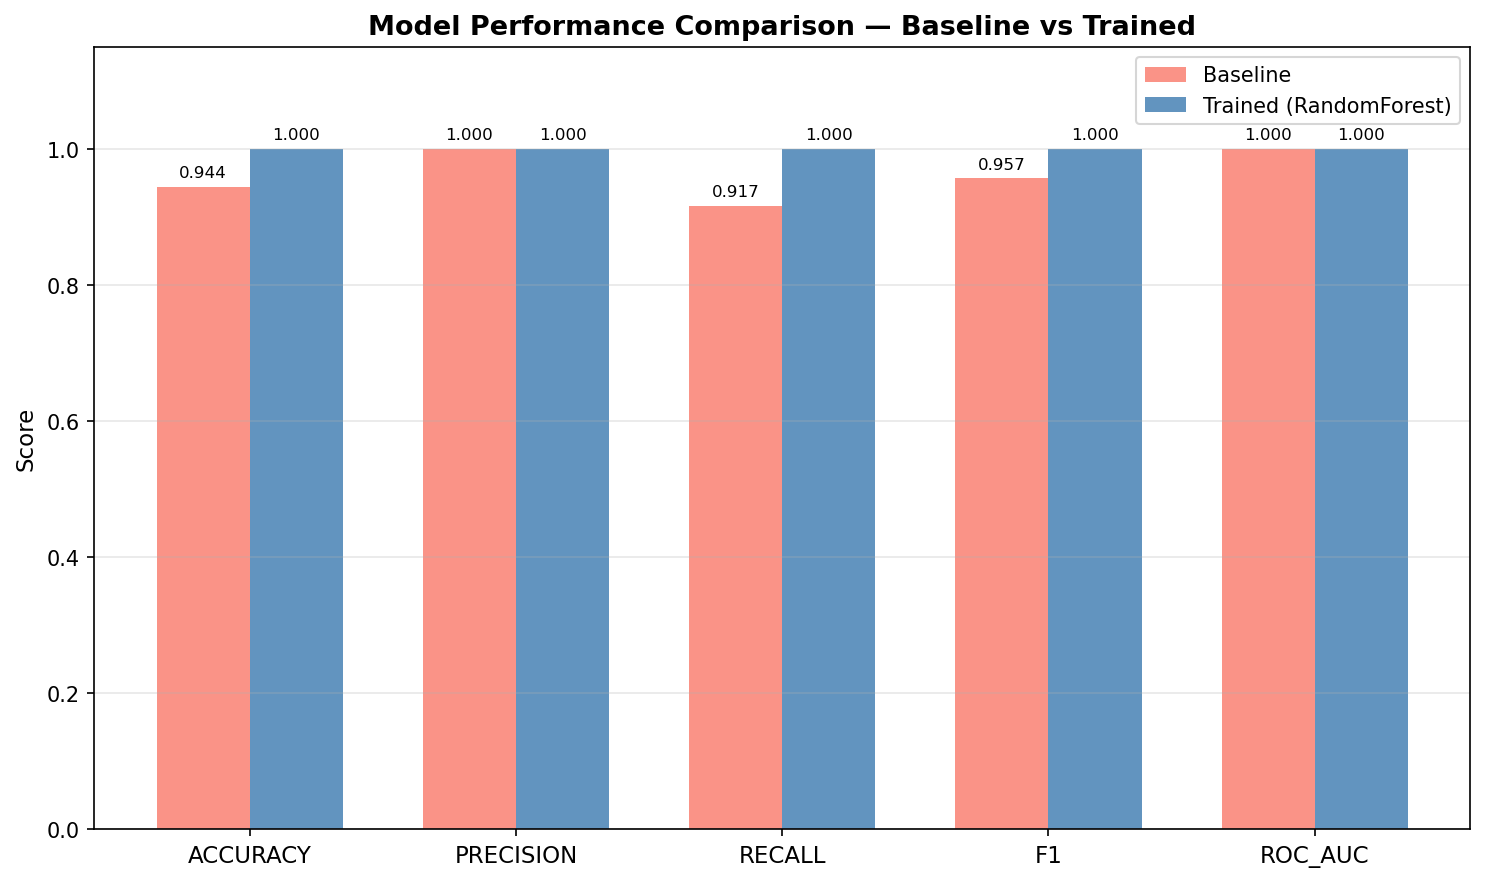 Model Performance Comparison — Baseline vs Trained
Baseline
Trained (RandomForest)
0.944
1.000
1.000
1.000
0.917
1.000
0.957
1.000
1.000
1.000
1.0
0.8
0.6
0.4
0.2
0.0
Score
ACCURACY
PRECISION
RECALL
F1
ROC_AUC